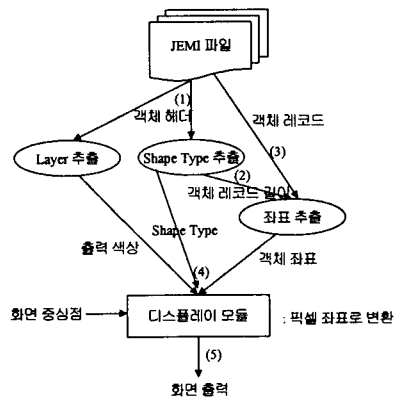 JEMI 파일
(1)
객체 헤더
객체 레코드
(3)
Layer 추출
Shape Type 추출
(2)
객체 레코드 길이
좌표 추출
Shape Type
출력 색상
객체 좌표
(4)
화면 중심점
디스플레이 모듈
: 픽셀 좌표로 변환
(5)
화면 출력